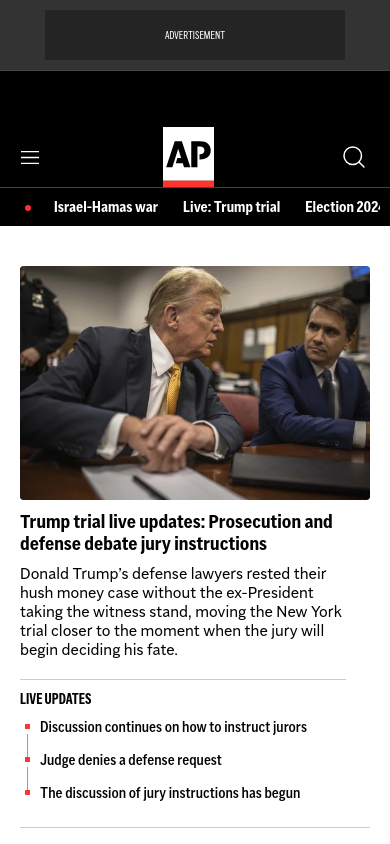 ADVERTISEMENT
AP
Israel-Hamas war Live: Trump trial Election 202
Trump trial live updates: Prosecution and
defense debate jury instructions
Donald Trump’s defense lawyers rested their
hush money case without the ex-President
taking the witness stand, moving the New York
trial closer to the moment when the jury will
begin deciding his fate.
LIVE UPDATES
Discussion continues on how to instruct jurors
Judge denies a defense request
The discussion of jury instructions has begun